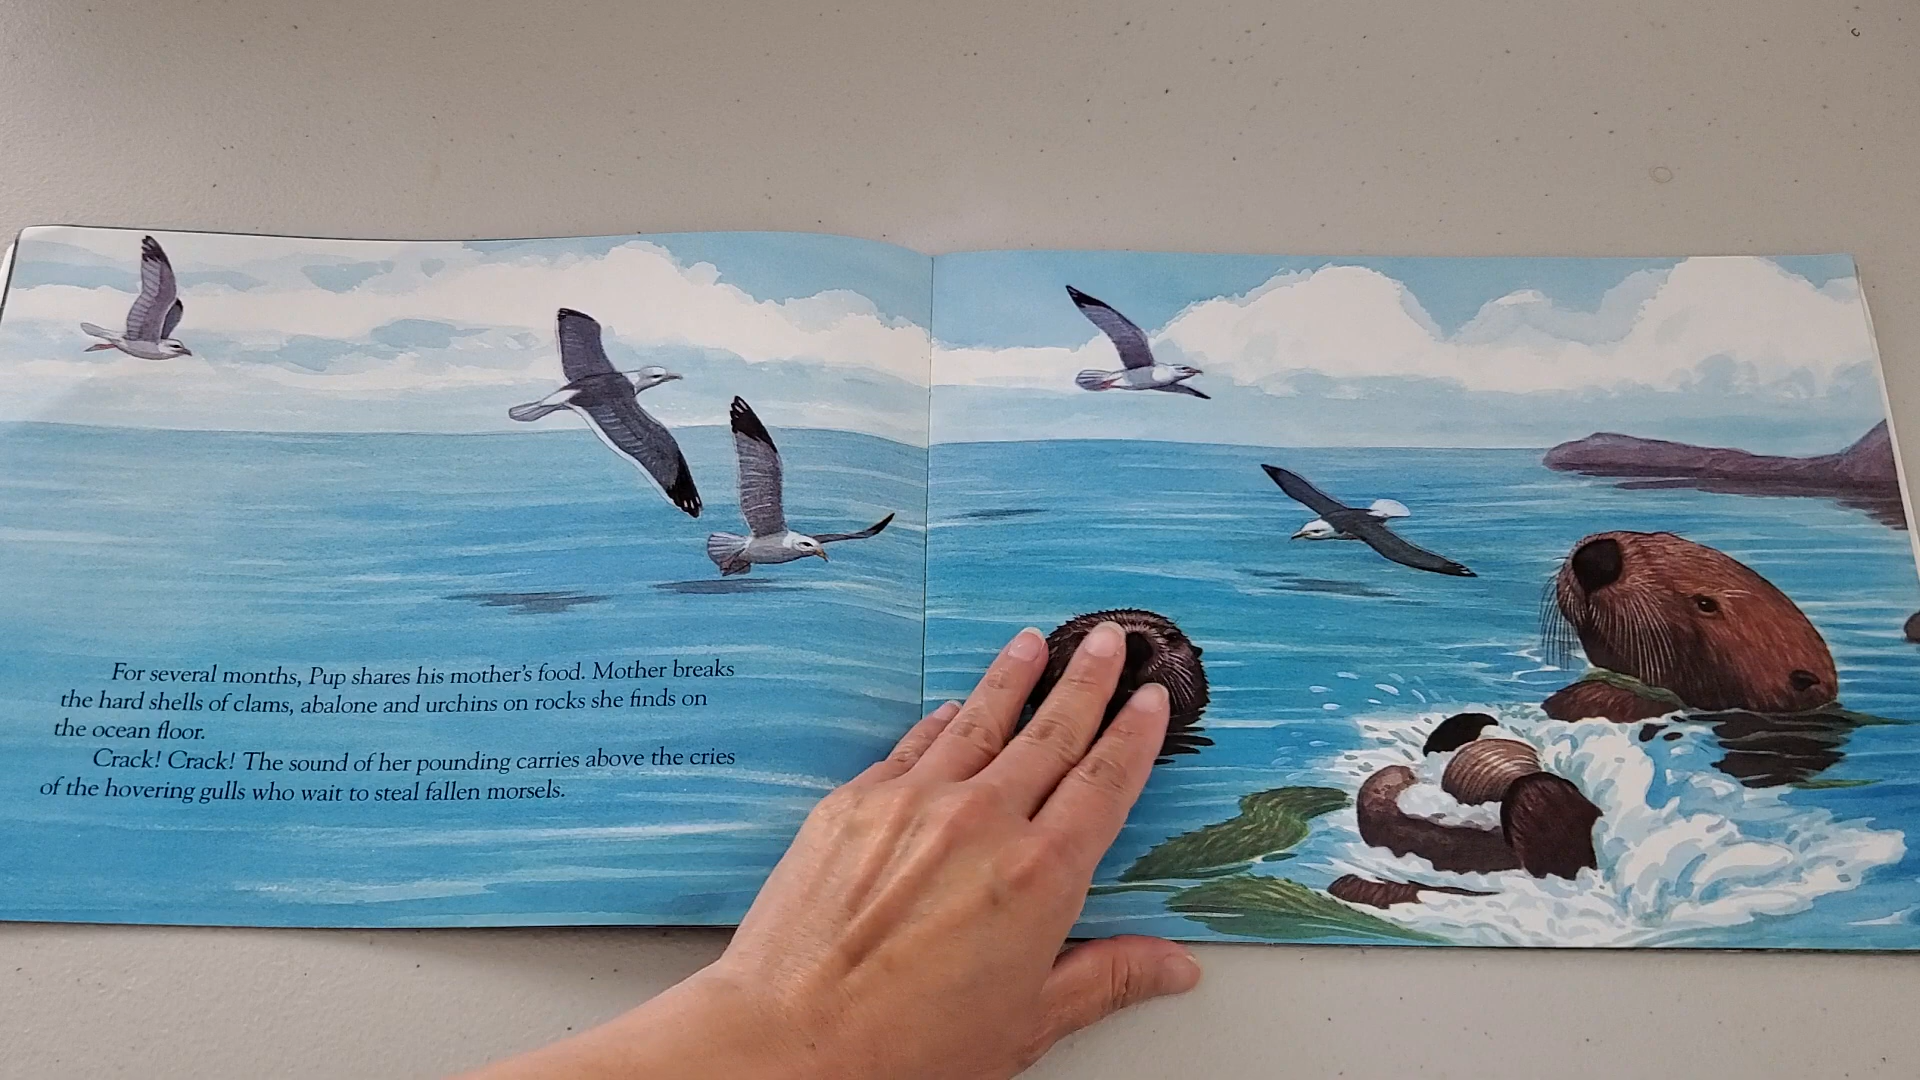 For several months, Pup shares his mother's food. Mother breaks
the hard shells of clams, abalone and urchins on rocks she finds on
the ocean floor.
Crack! Crack! The sound of her pounding carries above the cries
of the hovering gulls who wait to steal fallen morsels.